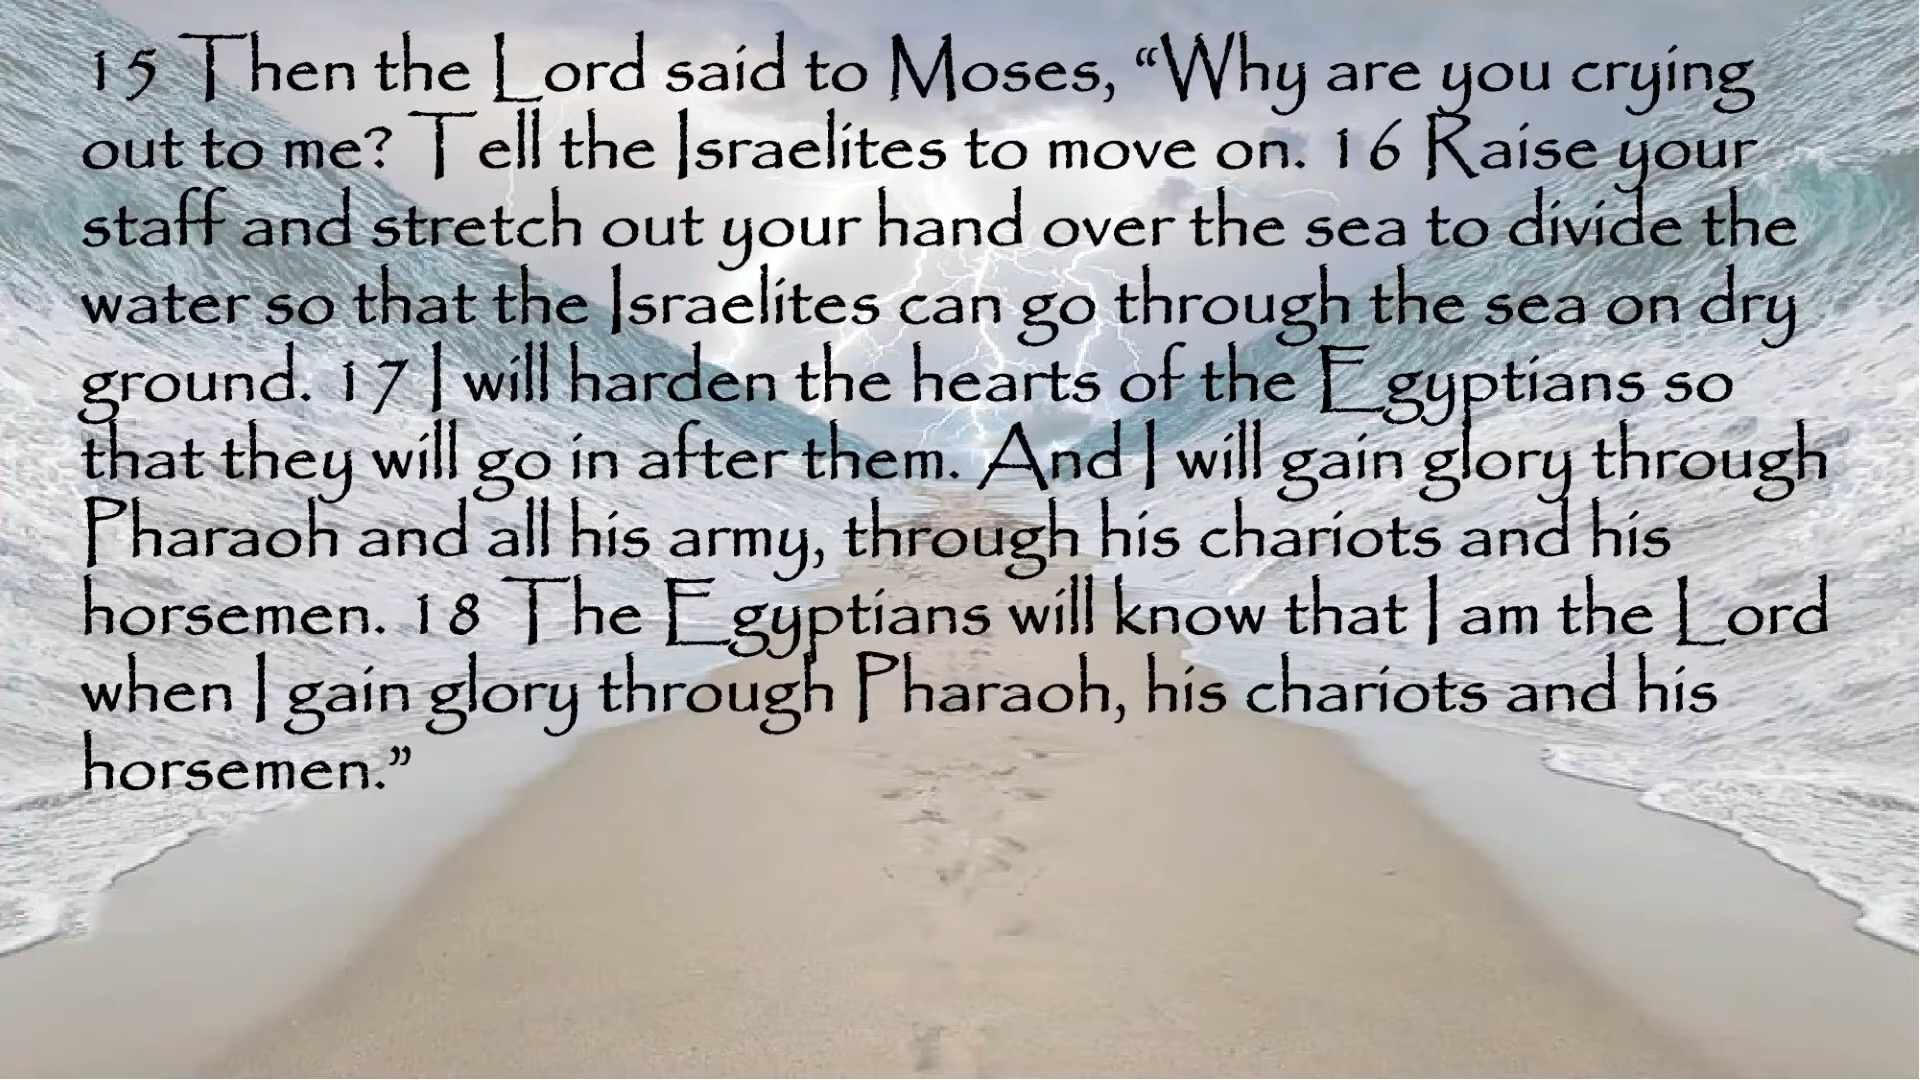 15 Then the Lord said to Moses, “Why are you crying
out to me? Tell the Israelites to move on. 16 Raise your
staff and stretch out your hand over the sea to divide the
water so that the Israelites can go through the sea on dry
ground. 17 I will harden the hearts of the Egyptians so
that they will go in after them. And I will gain glory through
Pharaoh and all his army, through his chariots and his
horsemen. 18 The Egyptians will know that I am the Lord
when I gain glory through Pharaoh, his chariots and his
horsemen.”